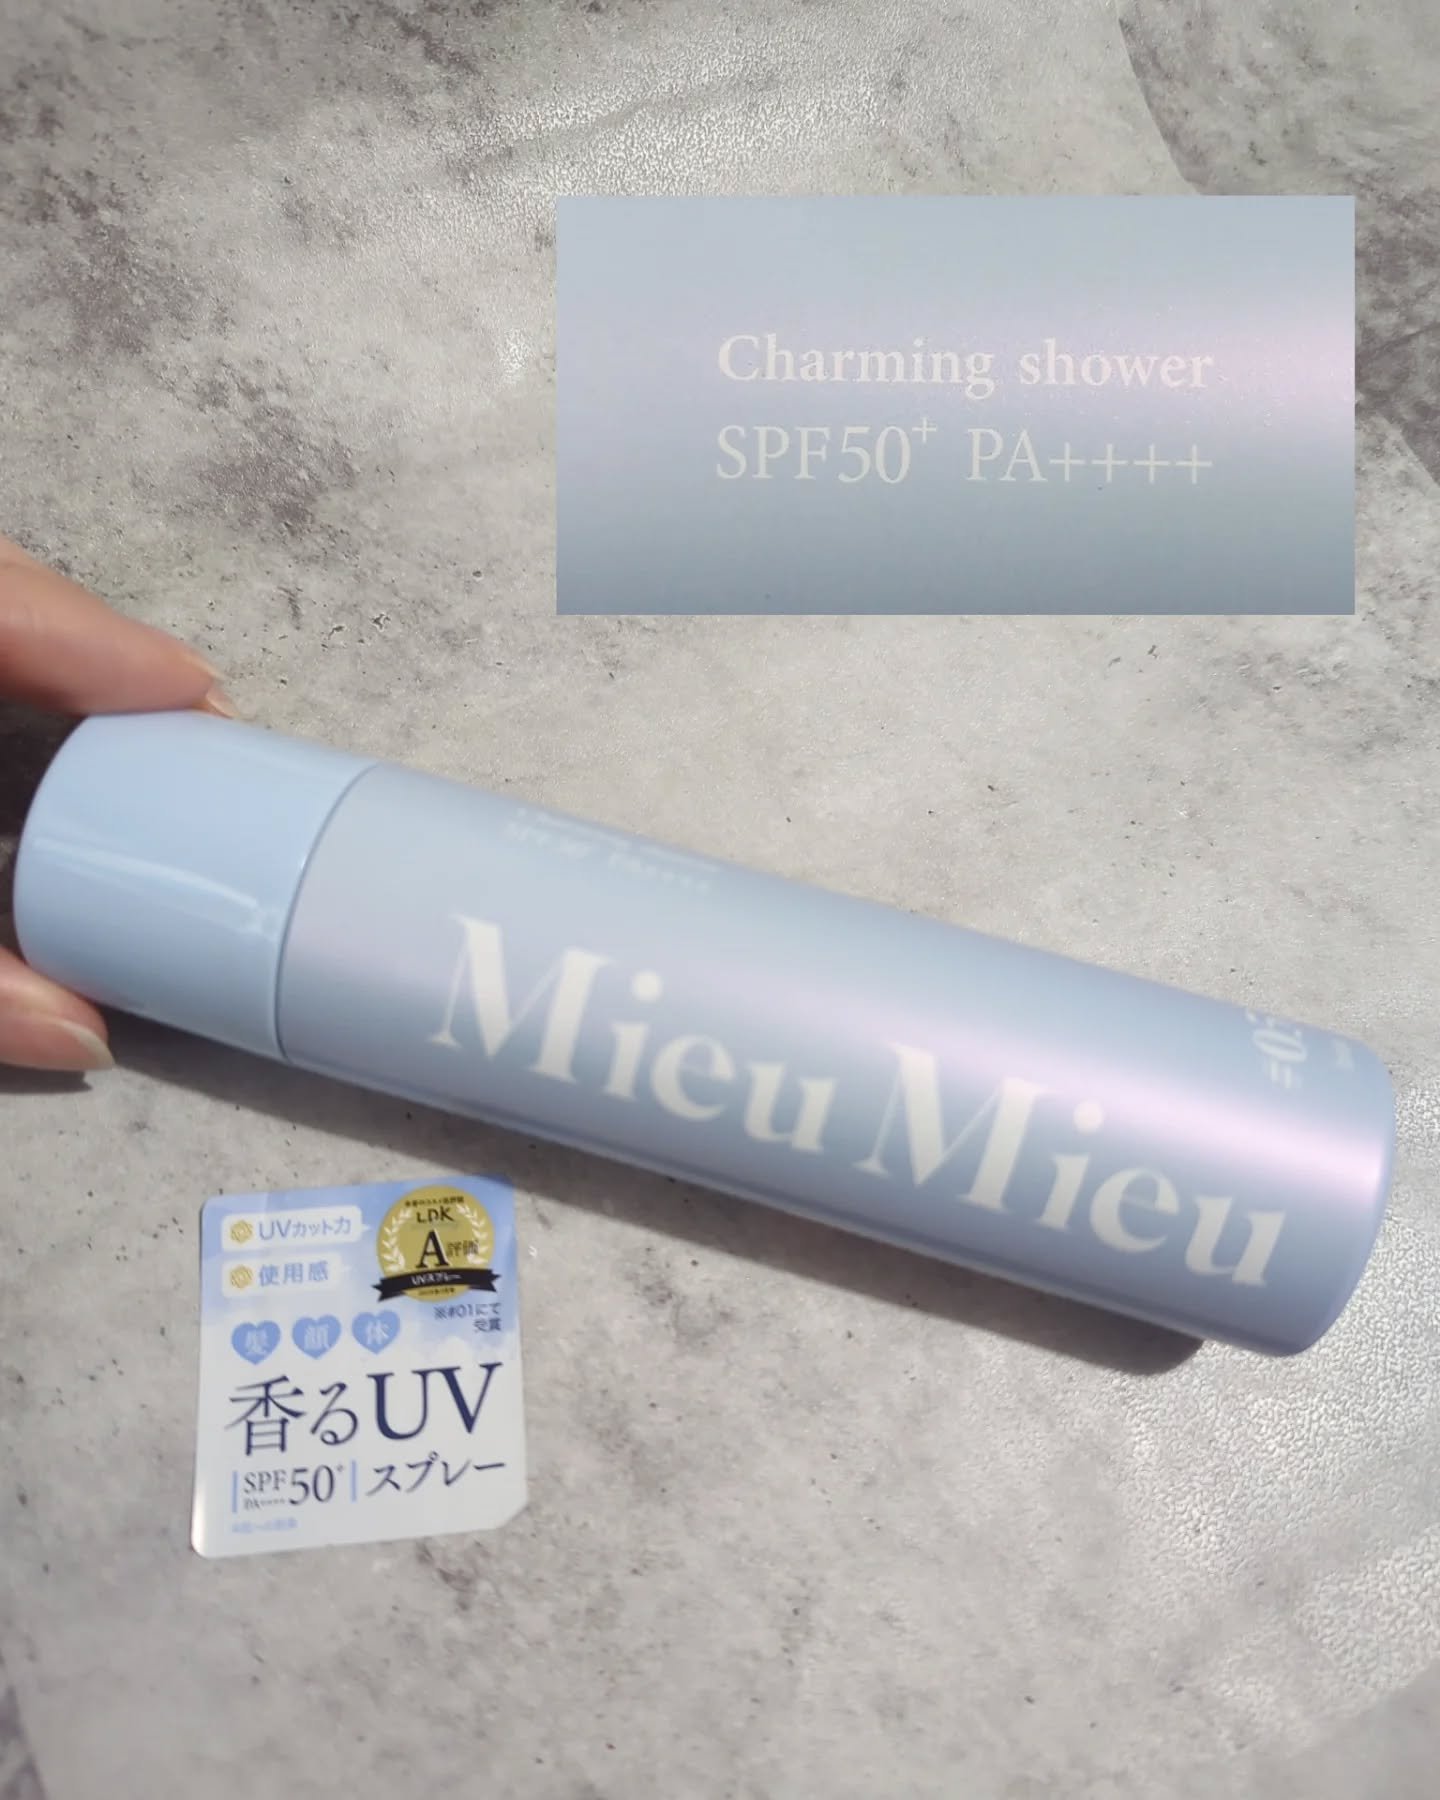 Charming shower
SPF50+ PA++++
Mieu Mieu
UVカット力
使用感
LDK
A評価
UVスプレー
※#01にて
受賞
髪 顔 体
香るUV
SPF50+
PA++++
スプレー